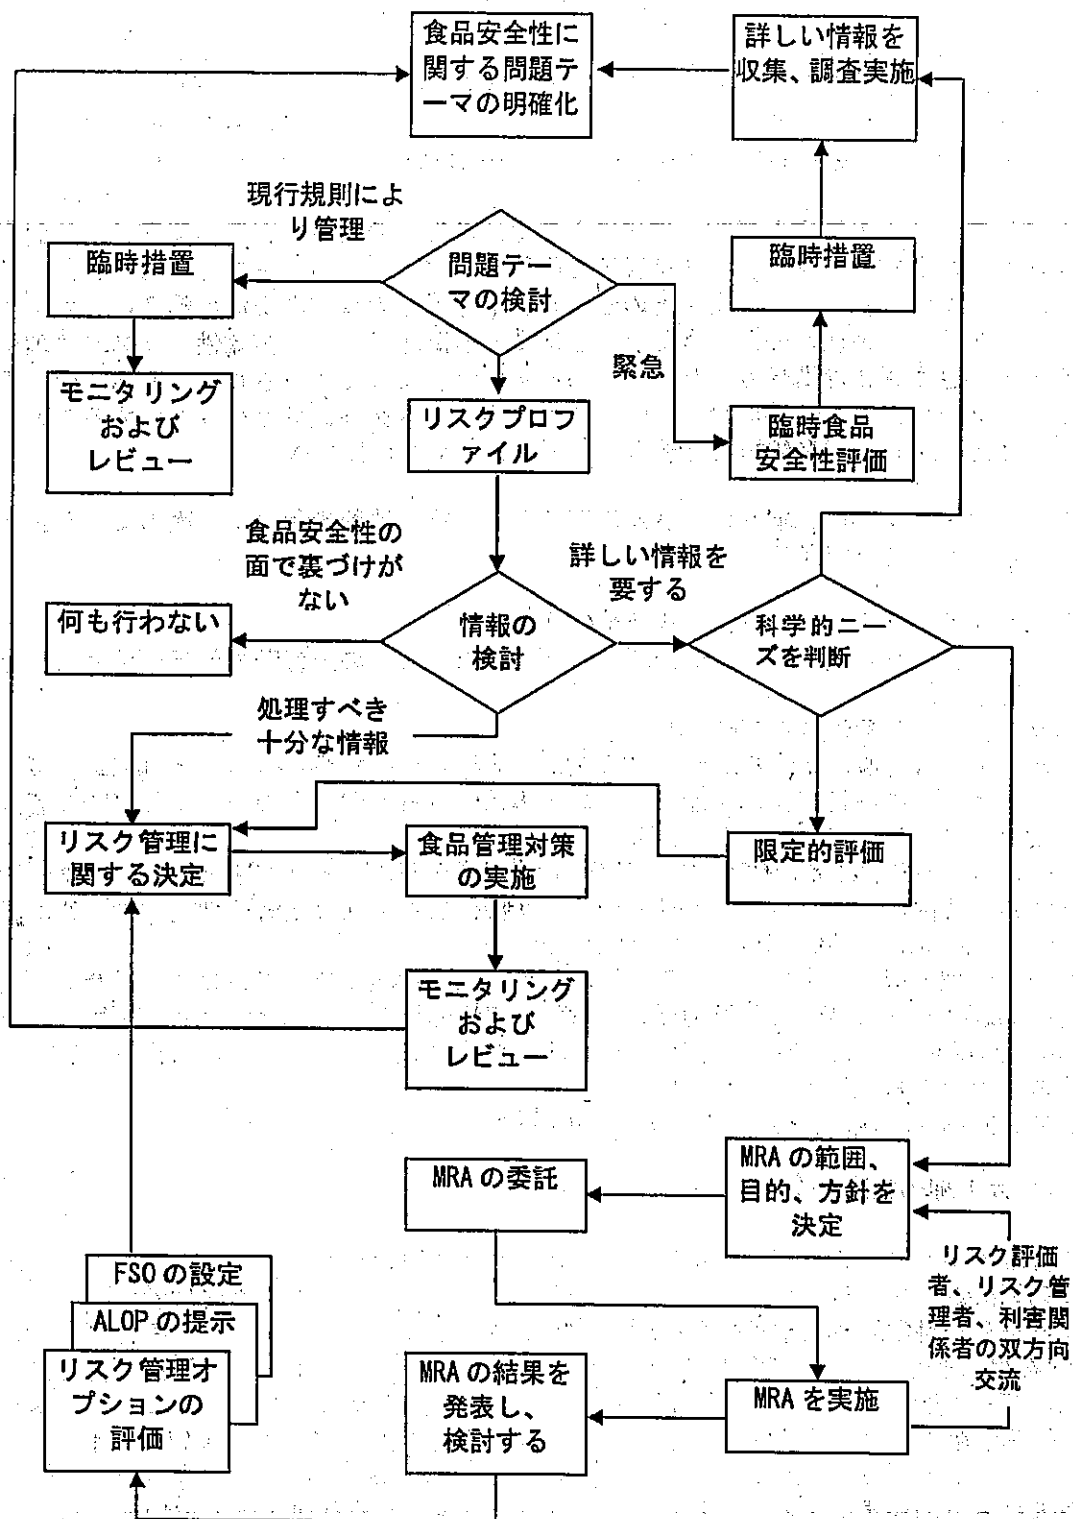 食品安全性に
関する問題テ
ーマの明確化
詳しい情報を
収集、調査実施
現行規則によ
り管理
臨時措置
問題テー
マの検討
臨時措置
緊急
モニタリング
および
レビュー
リスクプロフ
ァイル
臨時食品
安全性評価
食品安全性の
面で裏づけが
ない
詳しい情報を
要する
何も行わない
情報の
検討
科学的ニー
ズを判断
処理すべき
十分な情報
リスク管理に
関する決定
食品管理対策
の実施
限定的評価
モニタリング
および
レビュー
MRA の委託
MRA の範囲、
目的、方針を
決定
リスク評価
者、リスク管
理者、利害関
係者の双方向
交流
FSO の設定
ALOP の提示
リスク管理オ
プションの
評価
MRA の結果を
発表し、
検討する
MRA を実施